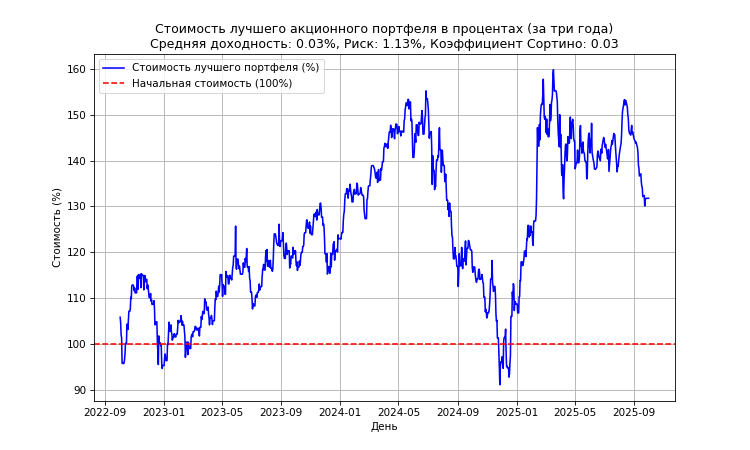 Стоимость лучшего акционного портфеля в процентах (за три года)
Средняя доходность: 0.03%, Риск: 1.13%, Коэффициент Сортино: 0.03
Стоимость лучшего портфеля (%)
Начальная стоимость (100%)
Стоимость (%)
160
150
140
130
120
110
100
90
2022-09 2023-01 2023-05 2023-09 2024-01 2024-05 2024-09 2025-01 2025-05 2025-09
День